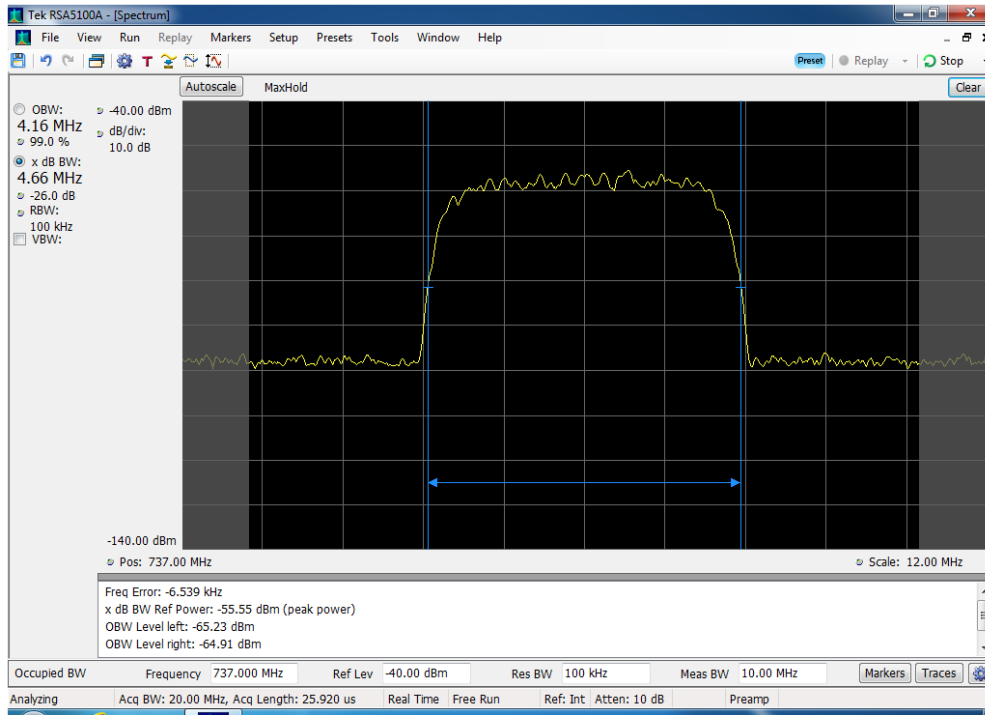 Tek RSA5100A - [Spectrum]
File View Run Replay Markers Setup Presets Tools Window Help
T Preset Replay Stop
Autoscale MaxHold Clear
OBW:
4.16 MHz
99.0 %
x dB BW:
4.66 MHz
-26.0 dB
RBW:
100 kHz
VBW:
-40.00 dBm
dB/div:
10.0 dB
-140.00 dBm
Pos: 737.00 MHz Scale: 12.00 MHz
Freq Error: -6.539 kHz
x dB BW Ref Power: -55.55 dBm (peak power)
OBW Level left: -65.23 dBm
OBW Level right: -64.91 dBm
Occupied BW Frequency 737.000 MHz Ref Lev -40.00 dBm Res BW 100 kHz Meas BW 10.00 MHz Markers Traces
Analyzing Acq BW: 20.00 MHz, Acq Length: 25.920 us Real Time Free Run Ref: Int Atten: 10 dB Preamp